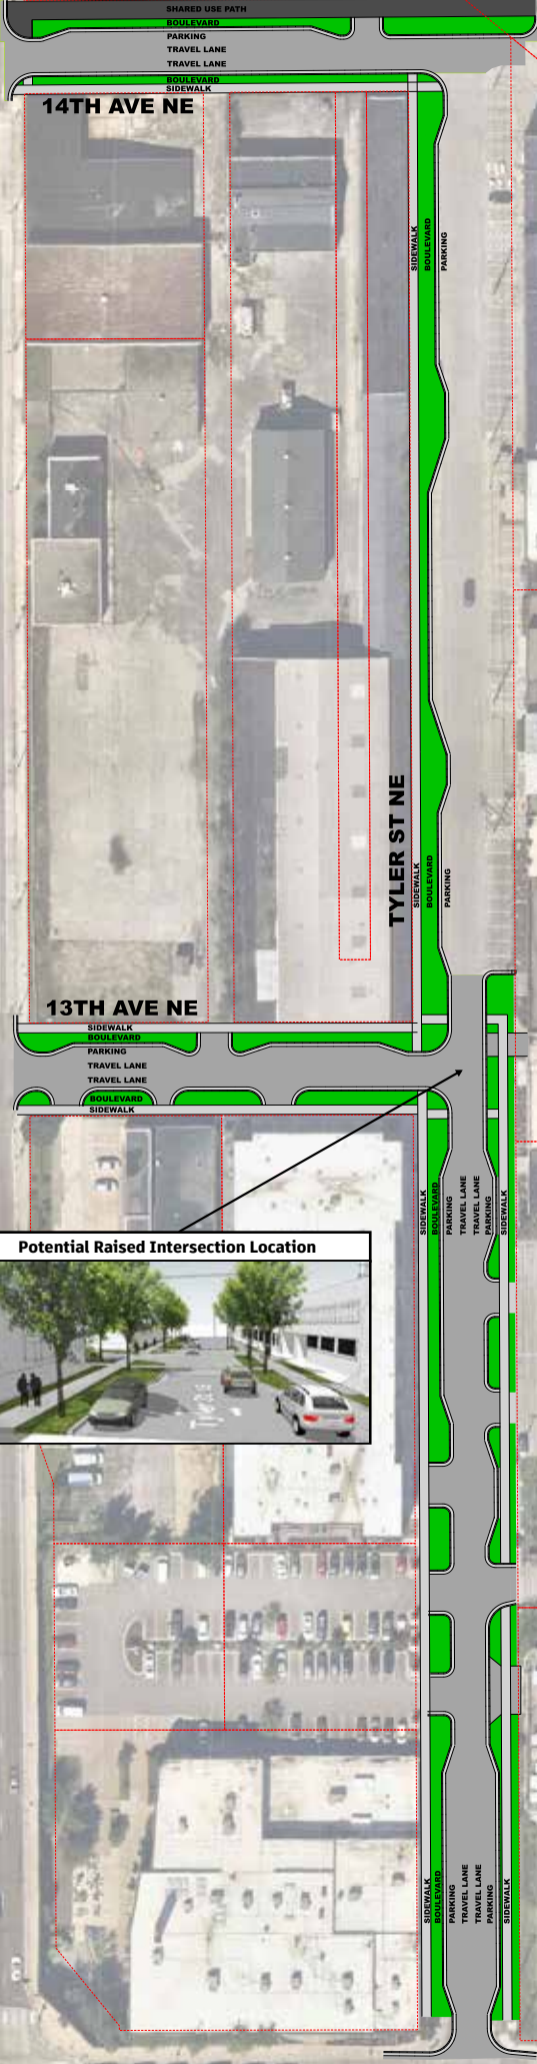 SHARED USE PATH
BOULEVARD
PARKING
TRAVEL LANE
TRAVEL LANE
BOULEVARD
SIDEWALK
14TH AVE NE
SIDEWALK
BOULEVARD
PARKING
TYLER ST NE
SIDEWALK
BOULEVARD
PARKING
13TH AVE NE
SIDEWALK
BOULEVARD
PARKING
TRAVEL LANE
TRAVEL LANE
BOULEVARD
SIDEWALK
SIDEWALK
BOULEVARD
PARKING
TRAVEL LANE
TRAVEL LANE
PARKING
SIDEWALK
Potential Raised Intersection Location
SIDEWALK
BOULEVARD
PARKING
TRAVEL LANE
TRAVEL LANE
PARKING
SIDEWALK